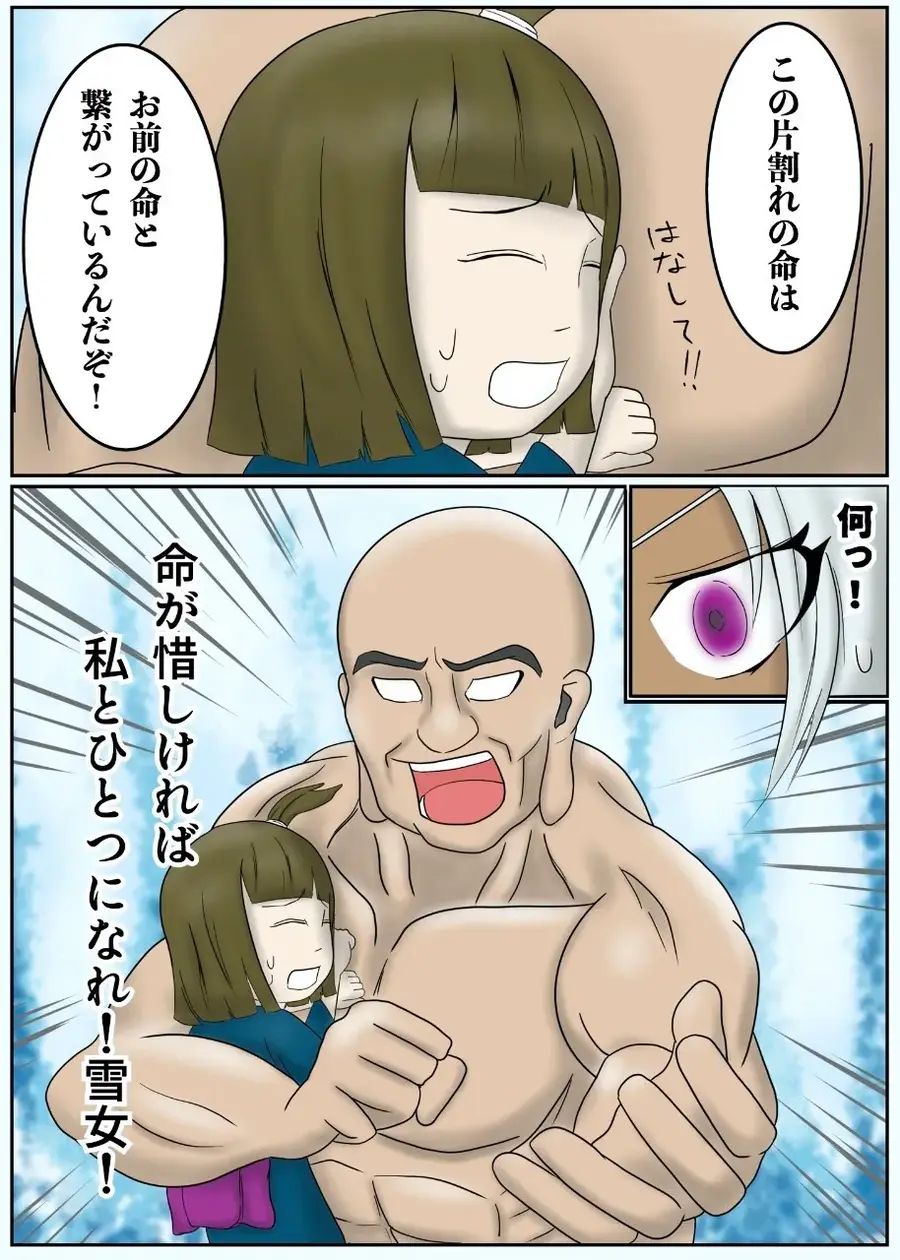 この片割れの命は
はなして!!
お前の命と
繋がっているんだぞ！
何っ！
命が惜しければ
私とひとつになれ！雪女！